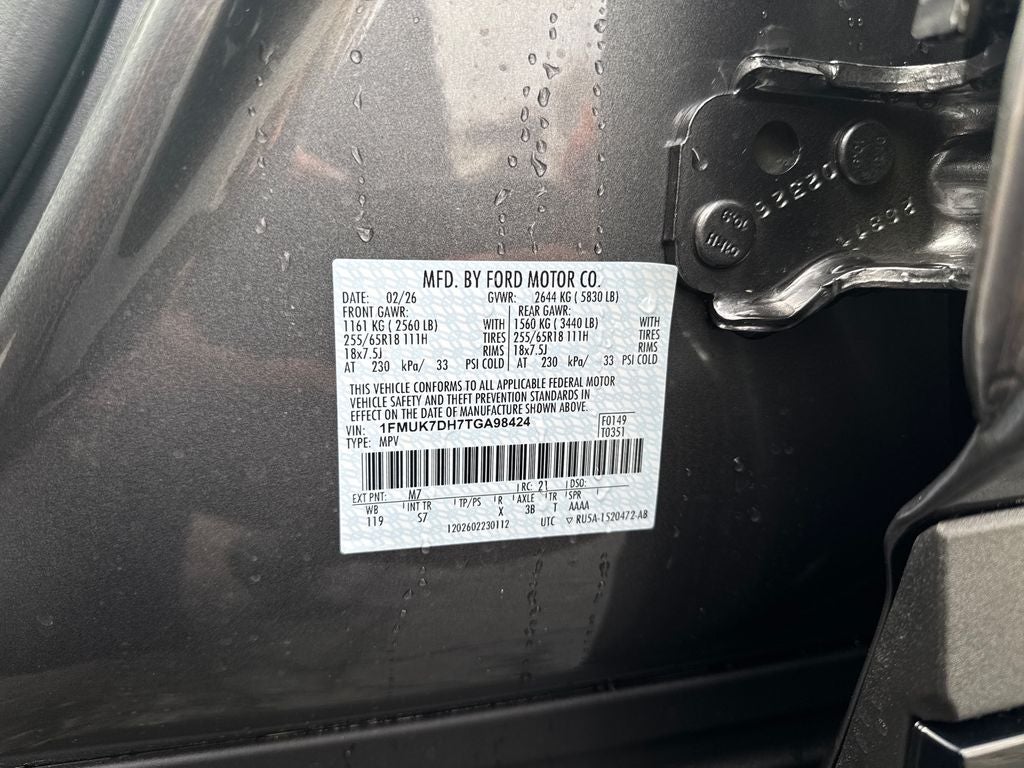 MFD. BY FORD MOTOR CO.
DATE: 02/26 GVWR: 2644 KG ( 5830 LB)
FRONT GAWR: REAR GAWR:
1161 KG ( 2560 LB) WITH 1560 KG ( 3440 LB) WITH
255/65R18 111H TIRES 255/65R18 111H TIRES
18x7.5J RIMS 18x7.5J RIMS
AT 230 kPa/ 33 PSI COLD AT 230 kPa/ 33 PSI COLD
THIS VEHICLE CONFORMS TO ALL APPLICABLE FEDERAL MOTOR
VEHICLE SAFETY AND THEFT PREVENTION STANDARDS IN
EFFECT ON THE DATE OF MANUFACTURE SHOWN ABOVE.
VIN: 1FMUK7DH7TGA98424 F0149
TYPE: MPV T0351
EXT PNT: M7 RC: 21 DSO:
WB INT TR TP/PS R AXLE TR SPR
119 S7 X 3B T AAAA
1202602230112 UTC ▽ RU5A-1520472-AB